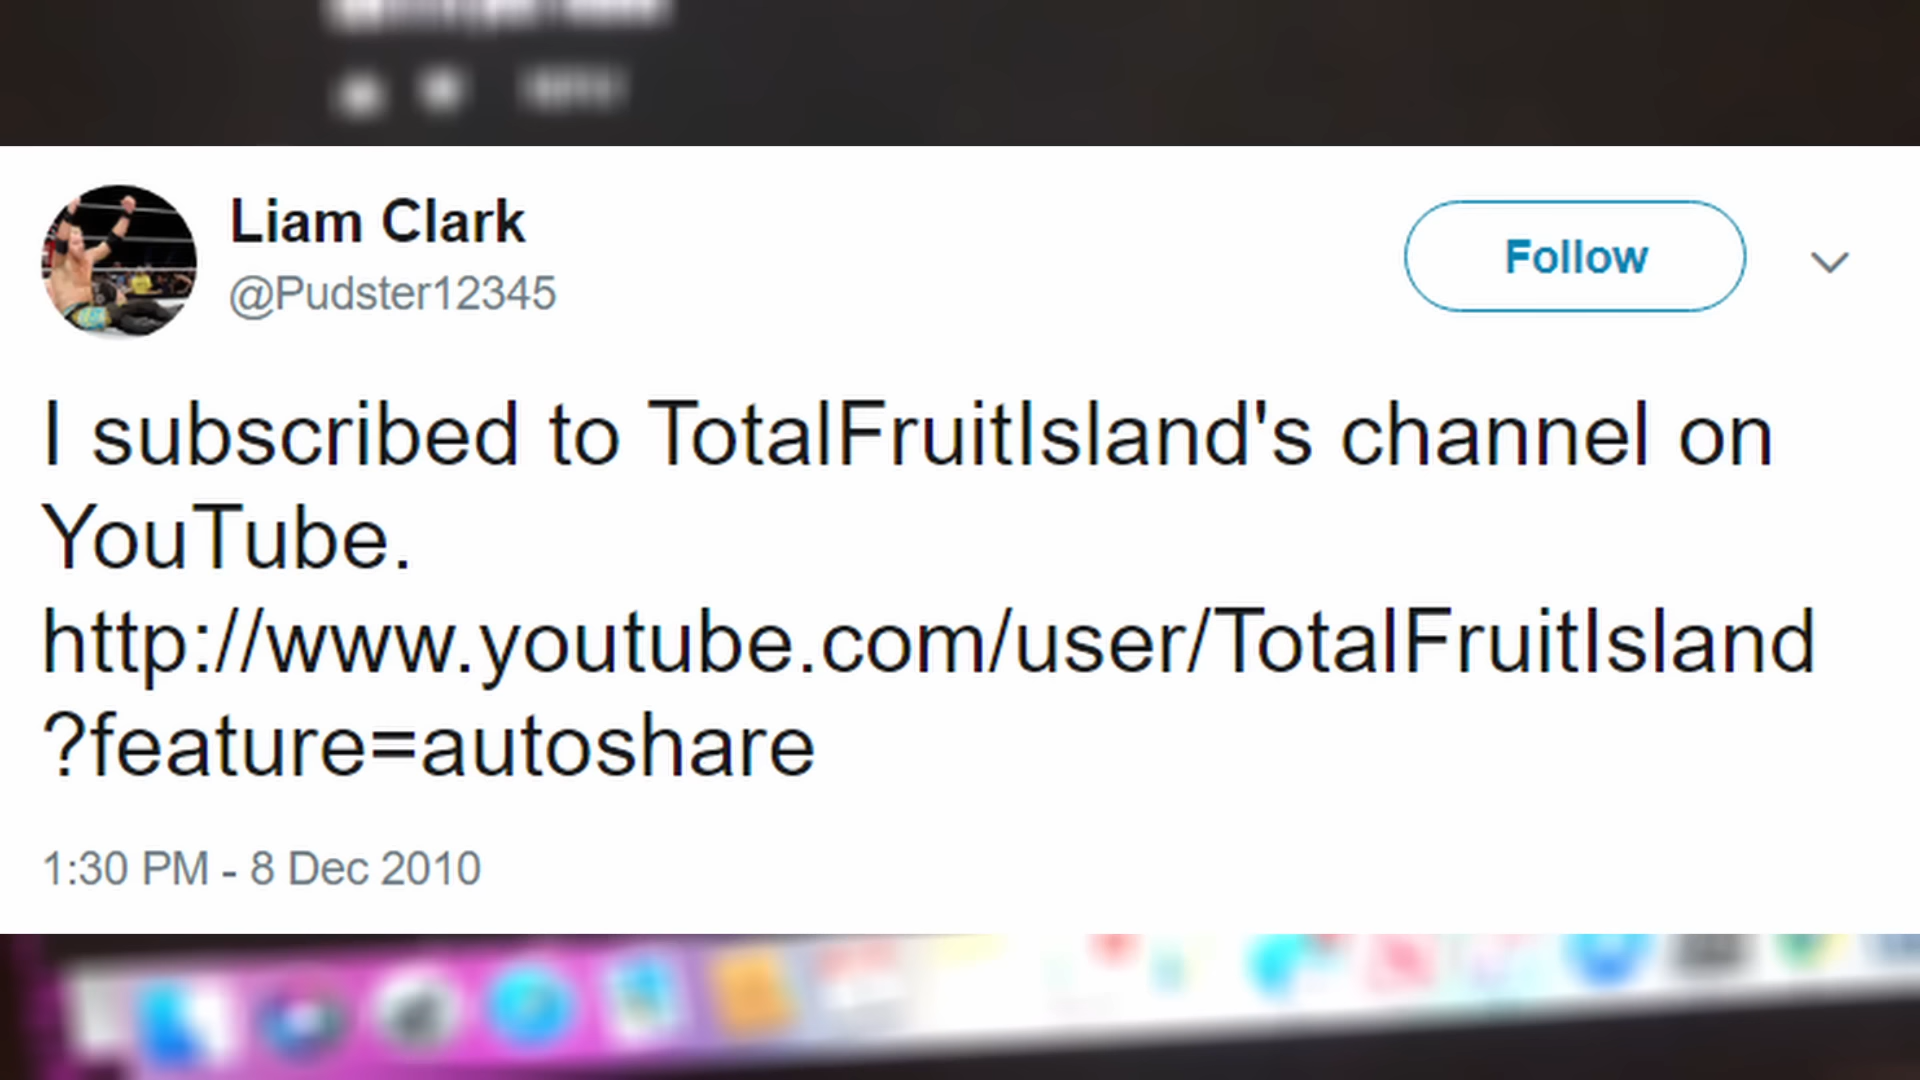 Liam Clark
@Pudster12345
Follow
I subscribed to TotalFruitIsland's channel on
YouTube.
http://www.youtube.com/user/TotalFruitIsland
?feature=autoshare
1:30 PM - 8 Dec 2010